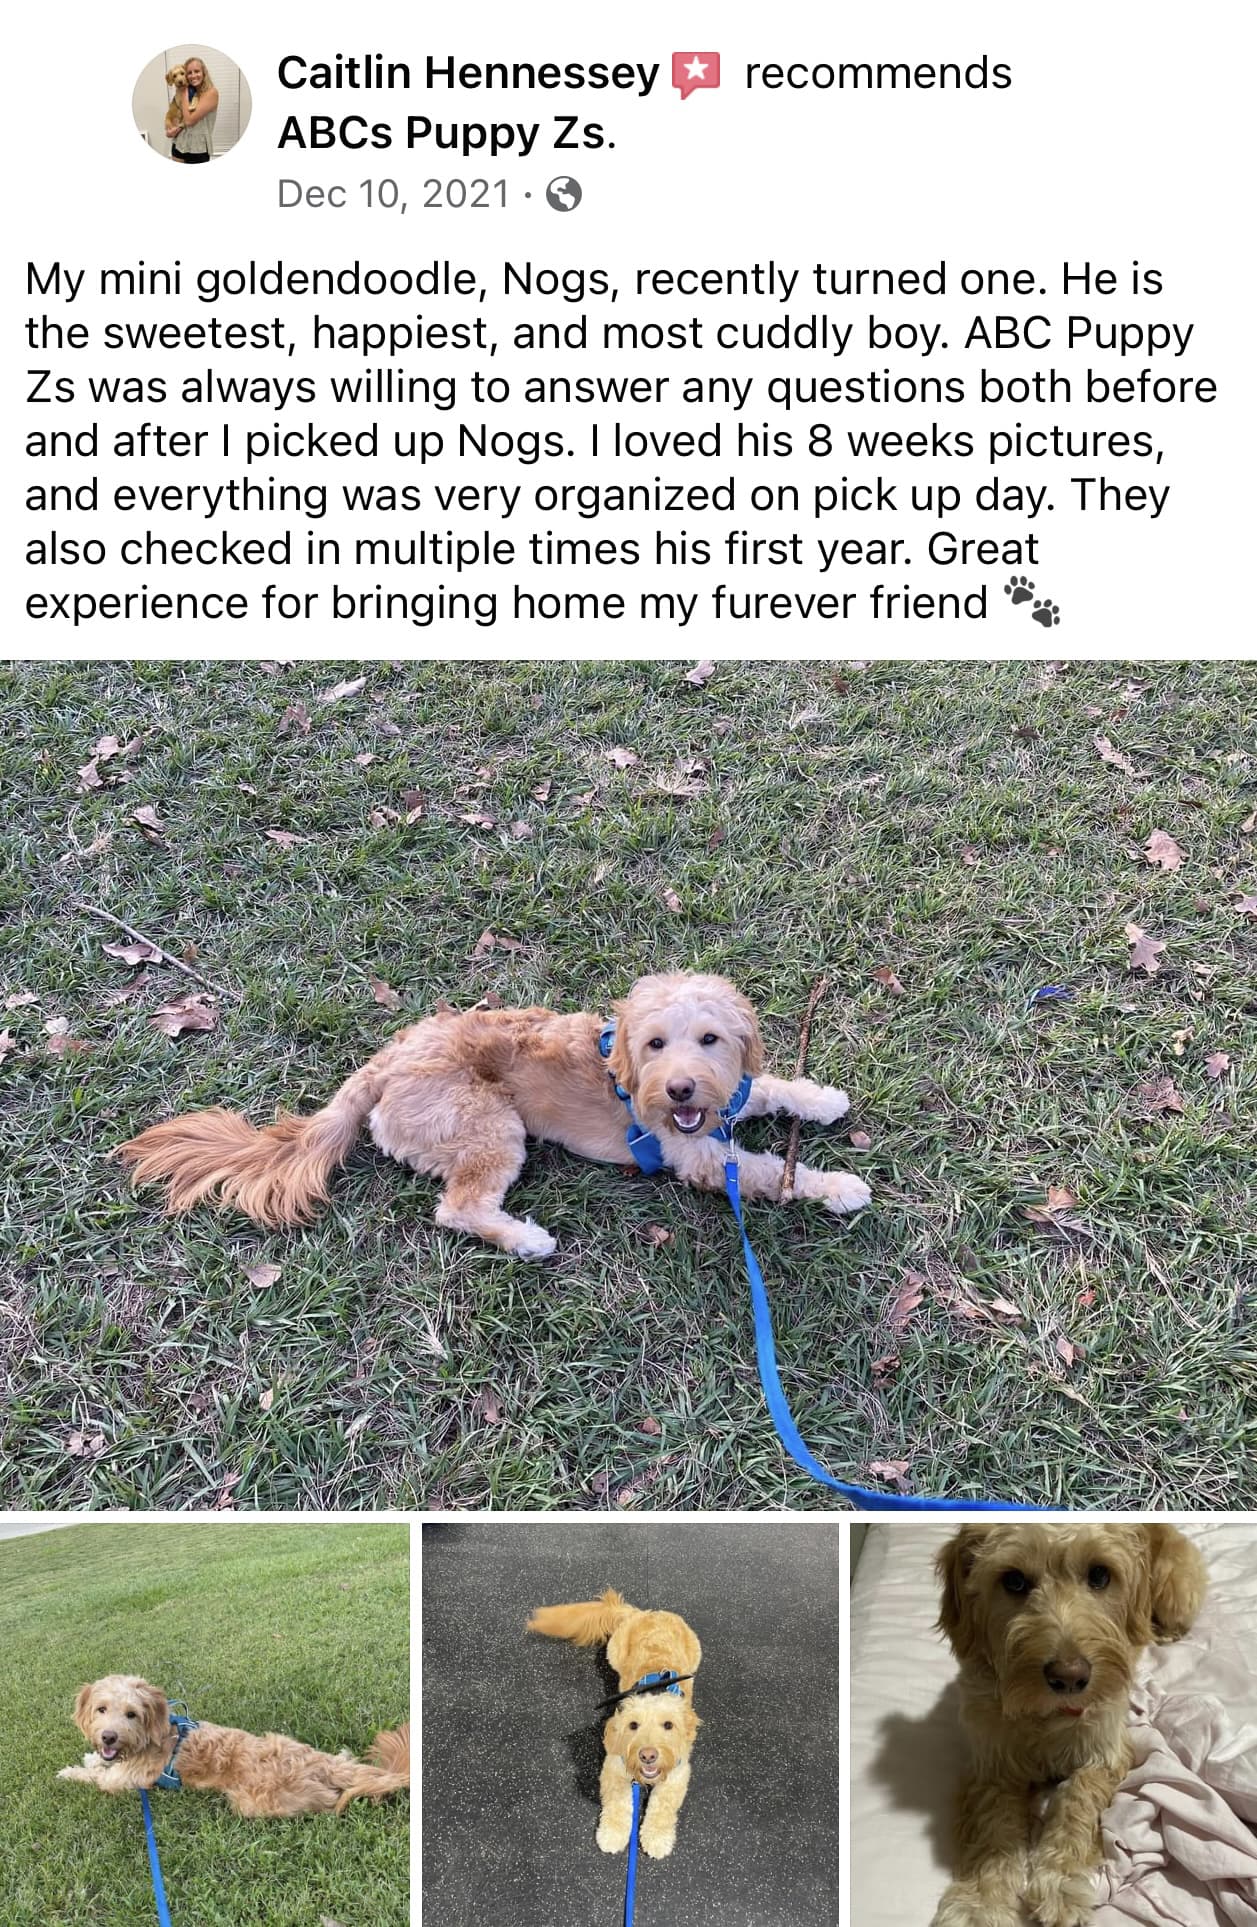 Caitlin Hennessey recommends
ABCs Puppy Zs.
Dec 10, 2021 ·
My mini goldendoodle, Nogs, recently turned one. He is
the sweetest, happiest, and most cuddly boy. ABC Puppy
Zs was always willing to answer any questions both before
and after I picked up Nogs. I loved his 8 weeks pictures,
and everything was very organized on pick up day. They
also checked in multiple times his first year. Great
experience for bringing home my furever friend 🐾